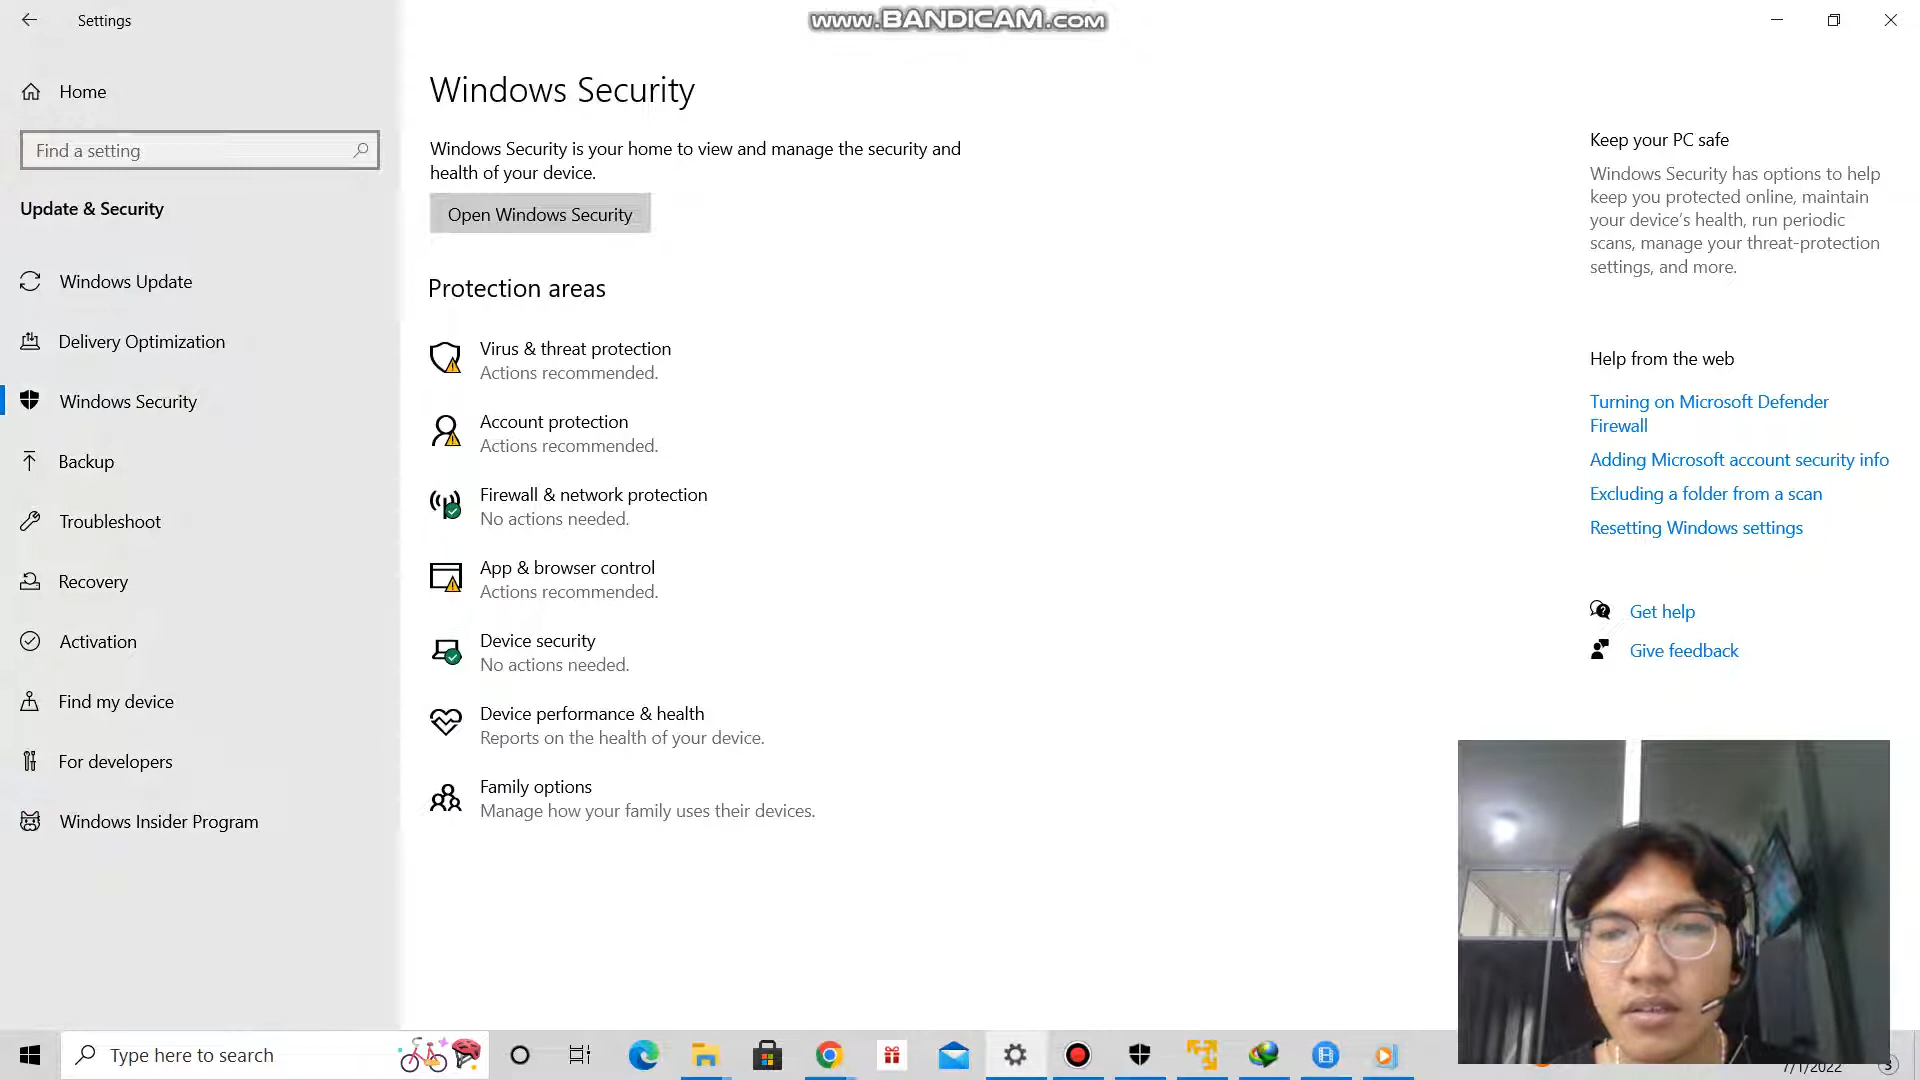 Settings
www.BANDICAM.com
Home
Find a setting
Update & Security
Windows Update
Delivery Optimization
Windows Security
Backup
Troubleshoot
Recovery
Activation
Find my device
For developers
Windows Insider Program
Windows Security
Windows Security is your home to view and manage the security and
health of your device.
Open Windows Security
Protection areas
Virus & threat protection
Actions recommended.
Account protection
Actions recommended.
Firewall & network protection
No actions needed.
App & browser control
Actions recommended.
Device security
No actions needed.
Device performance & health
Reports on the health of your device.
Family options
Manage how your family uses their devices.
Keep your PC safe
Windows Security has options to help
keep you protected online, maintain
your device's health, run periodic
scans, manage your threat-protection
settings, and more.
Help from the web
Turning on Microsoft Defender
Firewall
Adding Microsoft account security info
Excluding a folder from a scan
Resetting Windows settings
Get help
Give feedback
Type here to search
7/1/2022
3